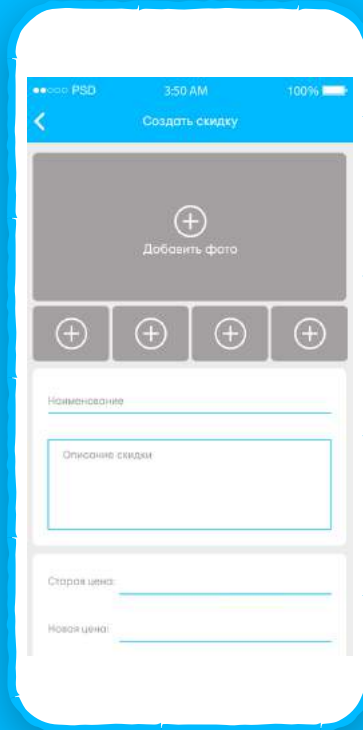 PSD 3:50 AM 100%
Создать скидку
Добавить фото
Наименование
Описание скидки
Старая цена:
Новая цена: